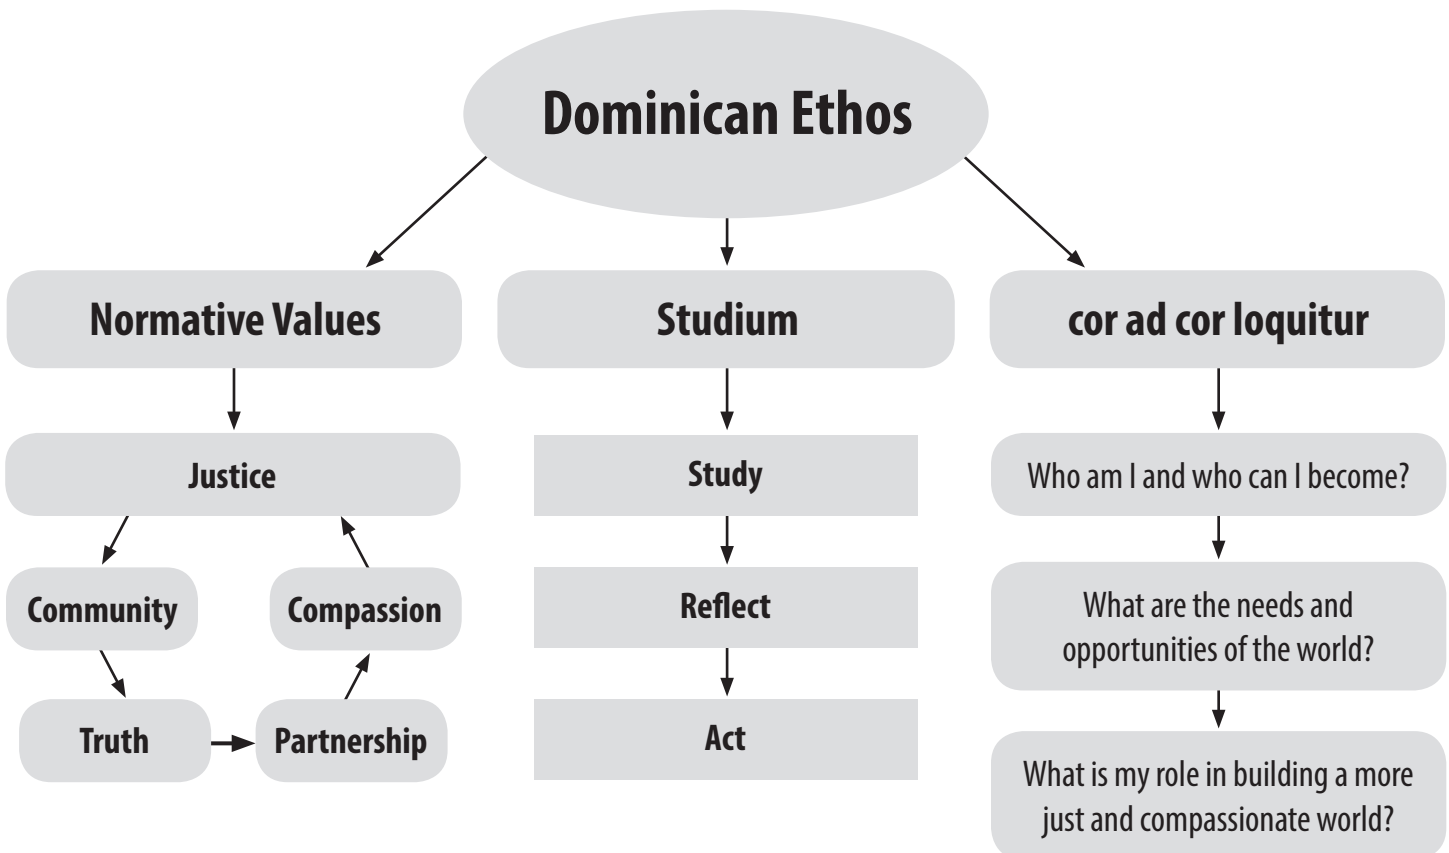 Dominican Ethos
Normative Values
Studium
cor ad cor loquitur
Justice
Community
Compassion
Truth
Partnership
Study
Reflect
Act
Who am I and who can I become?
What are the needs and
opportunities of the world?
What is my role in building a more
just and compassionate world?